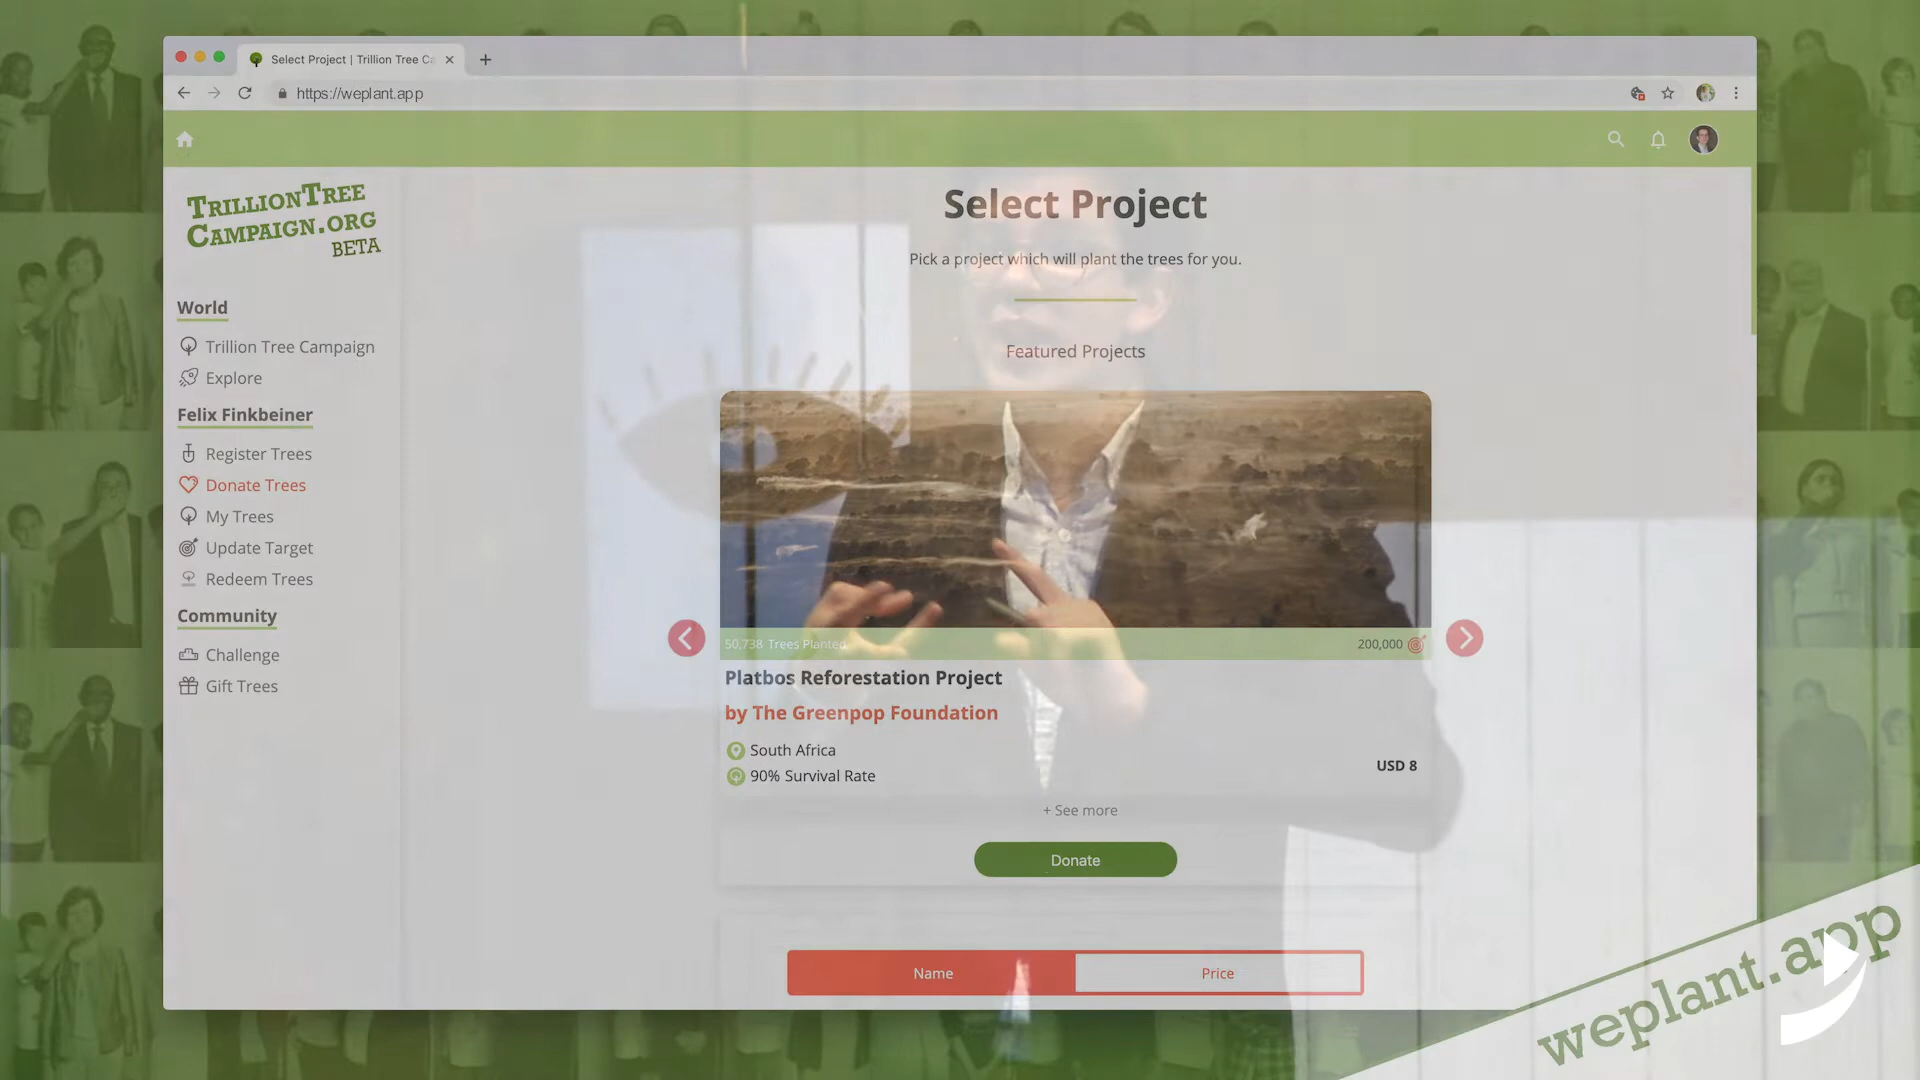 Select Project | Trillion Tree Ca
https://weplant.app
TRILLIONTREE
CAMPAIGN.ORG
BETA
World
Trillion Tree Campaign
Explore
Felix Finkbeiner
Register Trees
Donate Trees
My Trees
Update Target
Redeem Trees
Community
Challenge
Gift Trees
Select Project
Pick a project which will plant the trees for you.
Featured Projects
50,738 Trees Planted
200,000
Platbos Reforestation Project
by The Greenpop Foundation
South Africa
90% Survival Rate
USD 8
+ See more
Donate
Name
Price
weplant.app